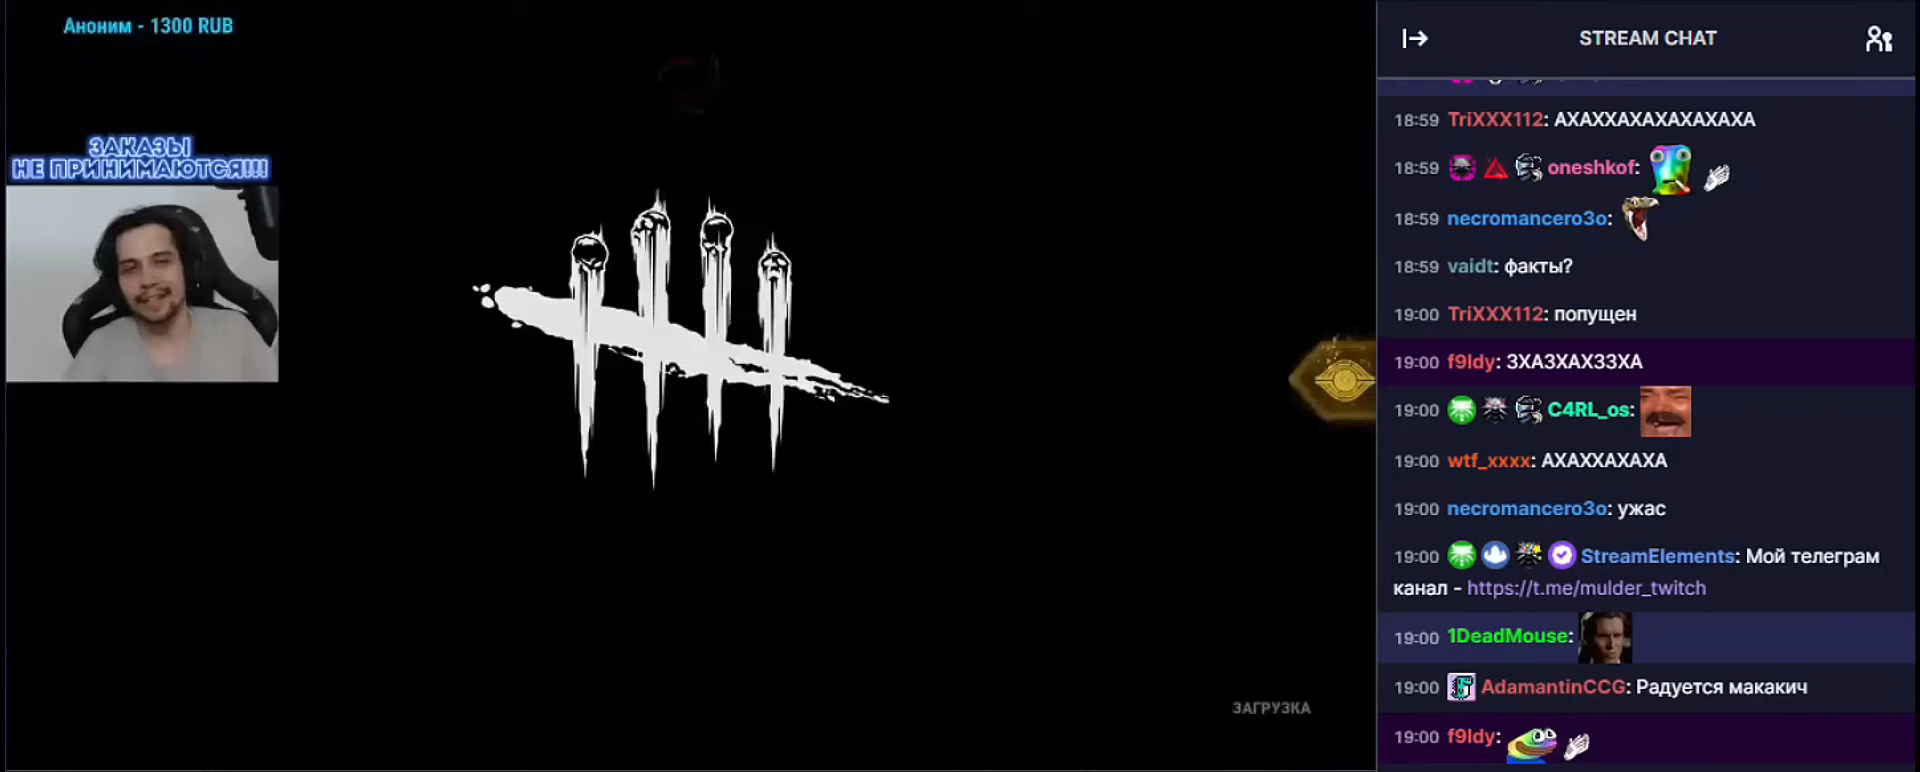 Аноним - 1300 RUB
ЗАКАЗЫ
НЕ ПРИНИМАЮТСЯ!!!
ЗАГРУЗКА
STREAM CHAT
18:59 TriXXX112: АХАХХАХАХАХАХАХА
18:59 oneshkof:
18:59 necromancero3o:
18:59 vaidt: факты?
19:00 TriXXX112: попущен
19:00 f9ldy: ЗХАЗХАХЗЗХА
19:00 C4RL_os:
19:00 wtf_xxxx: АХАХХАХАХА
19:00 necromancero3o: ужас
19:00 StreamElements: Мой телеграм
канал - https://t.me/mulder_twitch
19:00 1DeadMouse:
19:00 AdamantinCCG: Радуется макакич
19:00 f9ldy: